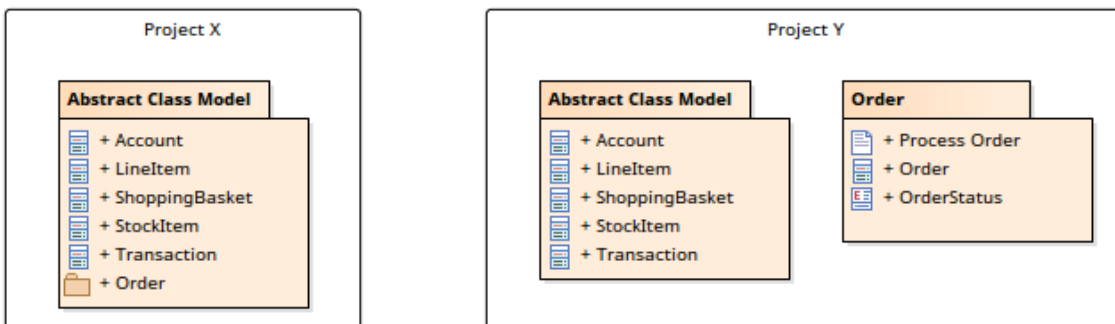 Project X
Abstract Class Model
+ Account
+ LineItem
+ ShoppingBasket
+ StockItem
+ Transaction
+ Order
Project Y
Abstract Class Model
+ Account
+ LineItem
+ ShoppingBasket
+ StockItem
+ Transaction
Order
+ Process Order
+ Order
E
+ OrderStatus